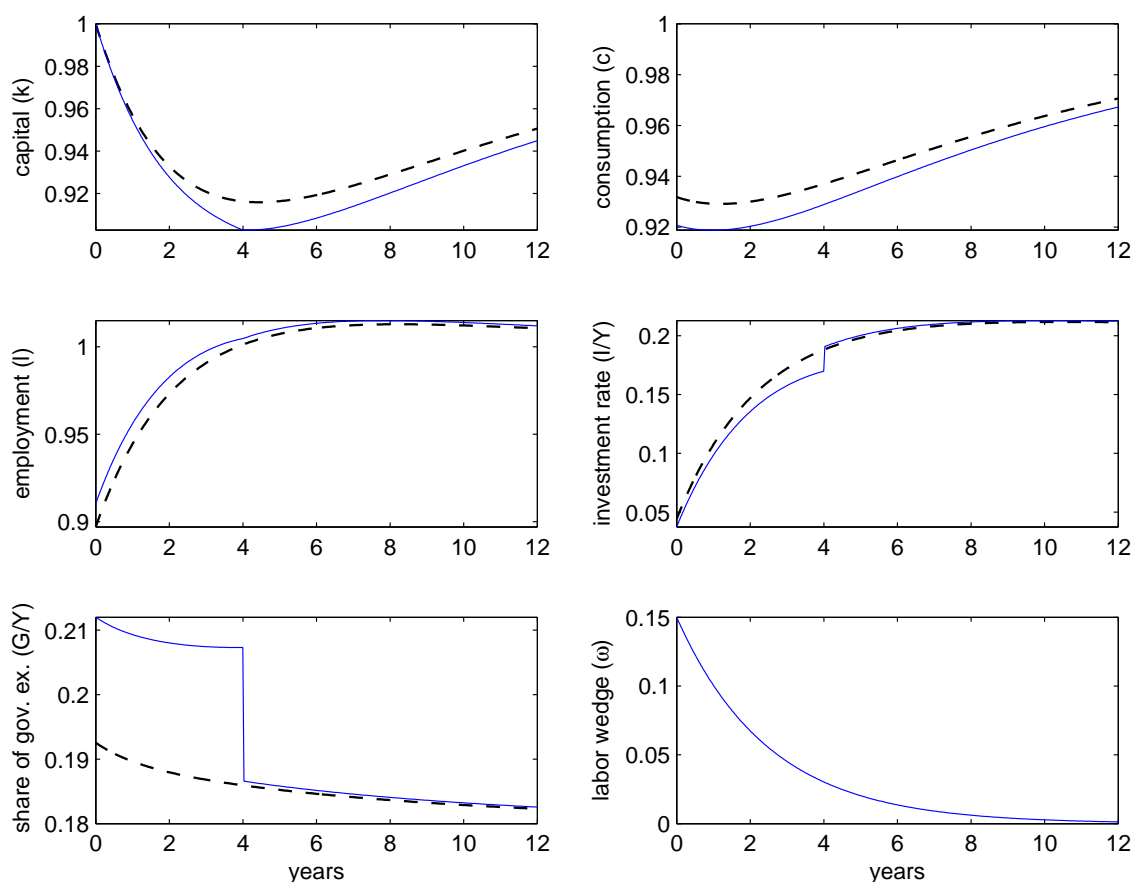 1
0.98
0.96
0.94
0.92
capital (k)
0 2 4 6 8 10 12
1
0.98
0.96
0.94
0.92
consumption (c)
0 2 4 6 8 10 12
1
0.95
0.9
employment (l)
0 2 4 6 8 10 12
0.2
0.15
0.1
0.05
investment rate (I/Y)
0 2 4 6 8 10 12
0.21
0.2
0.19
0.18
share of gov. ex. (G/Y)
0 2 4 6 8 10 12
years
0.15
0.1
0.05
0
labor wedge (ω)
0 2 4 6 8 10 12
years